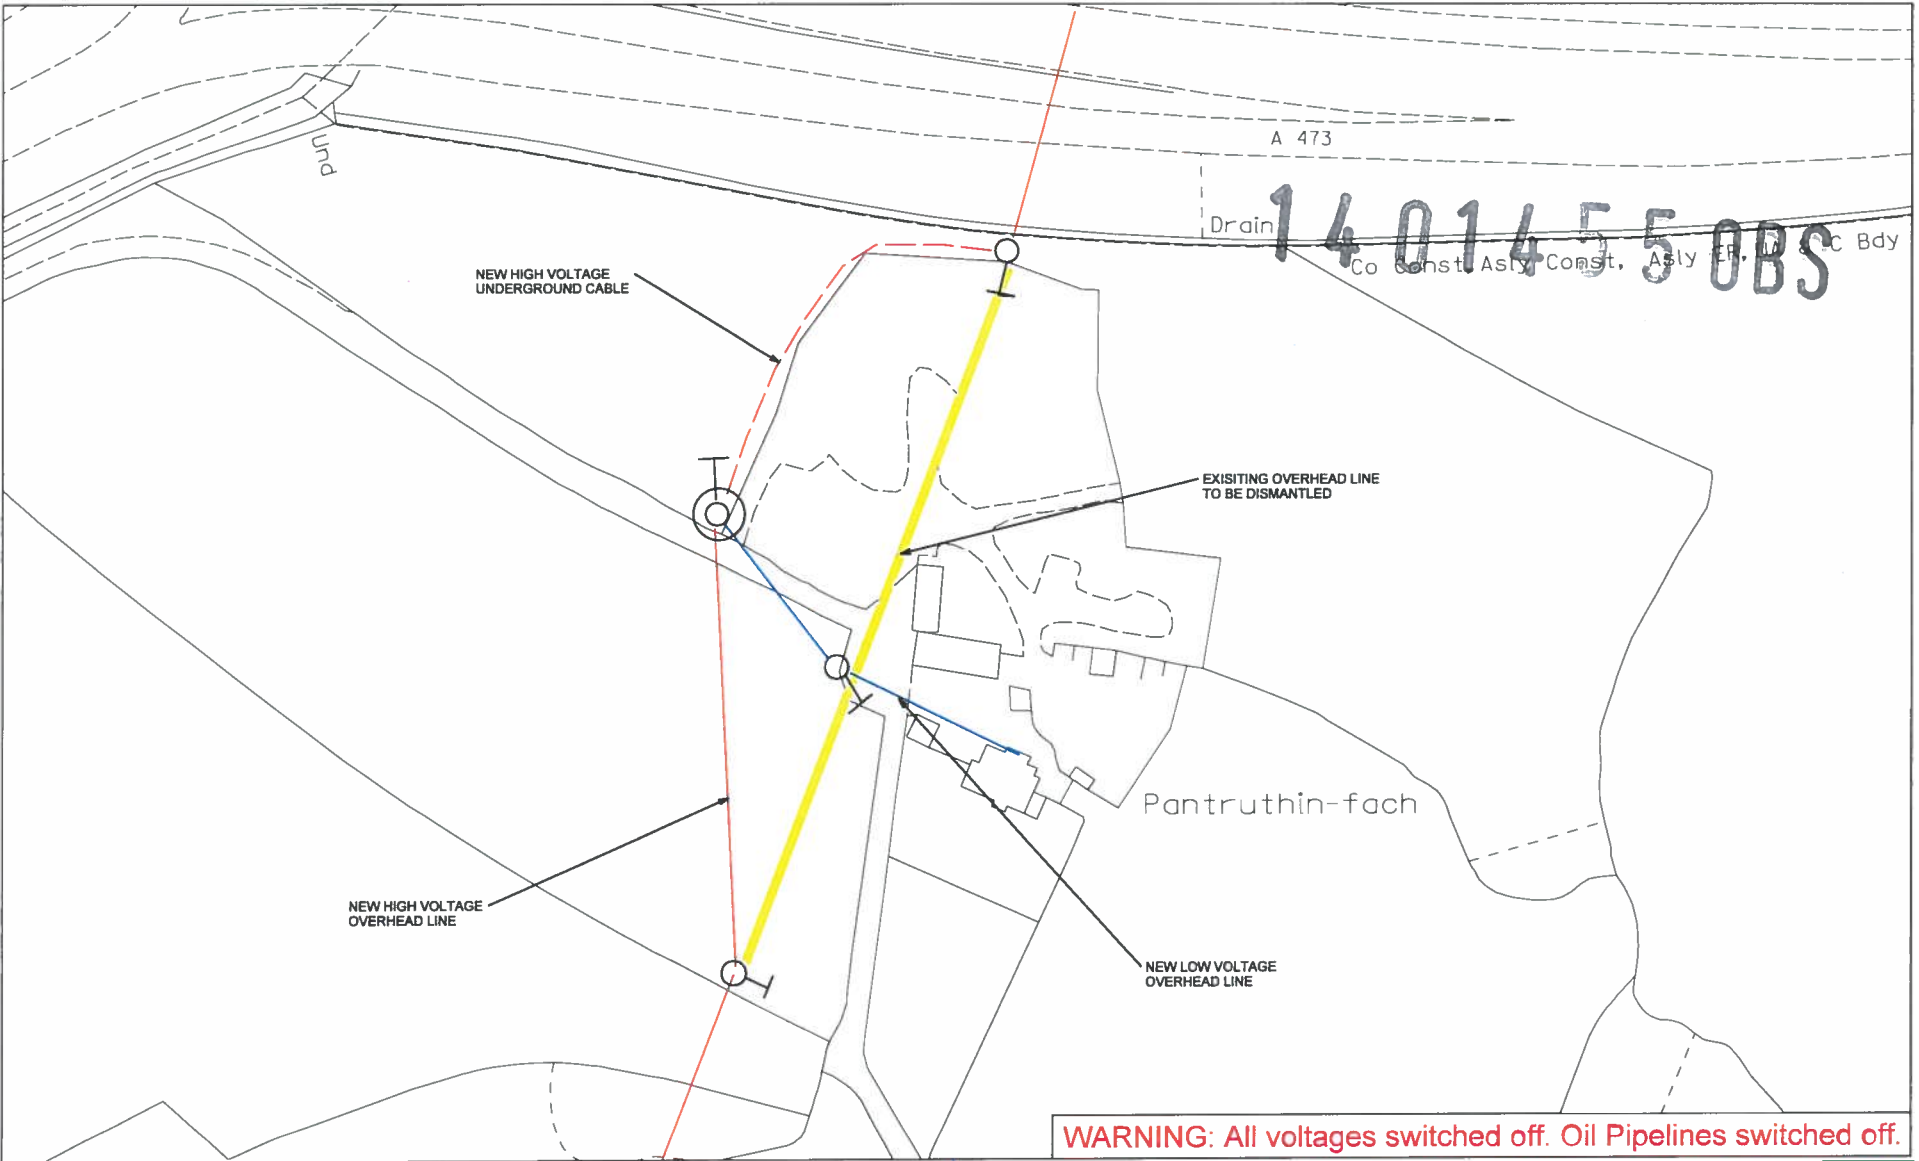 A 473
Und
Drain
1401455OBS
Co Const, Asly Const, Asly ER, C Bdy
NEW HIGH VOLTAGE
UNDERGROUND CABLE
EXISITING OVERHEAD LINE
TO BE DISMANTLED
Pantruthin-fach
NEW HIGH VOLTAGE
OVERHEAD LINE
NEW LOW VOLTAGE
OVERHEAD LINE
WARNING: All voltages switched off. Oil Pipelines switched off.